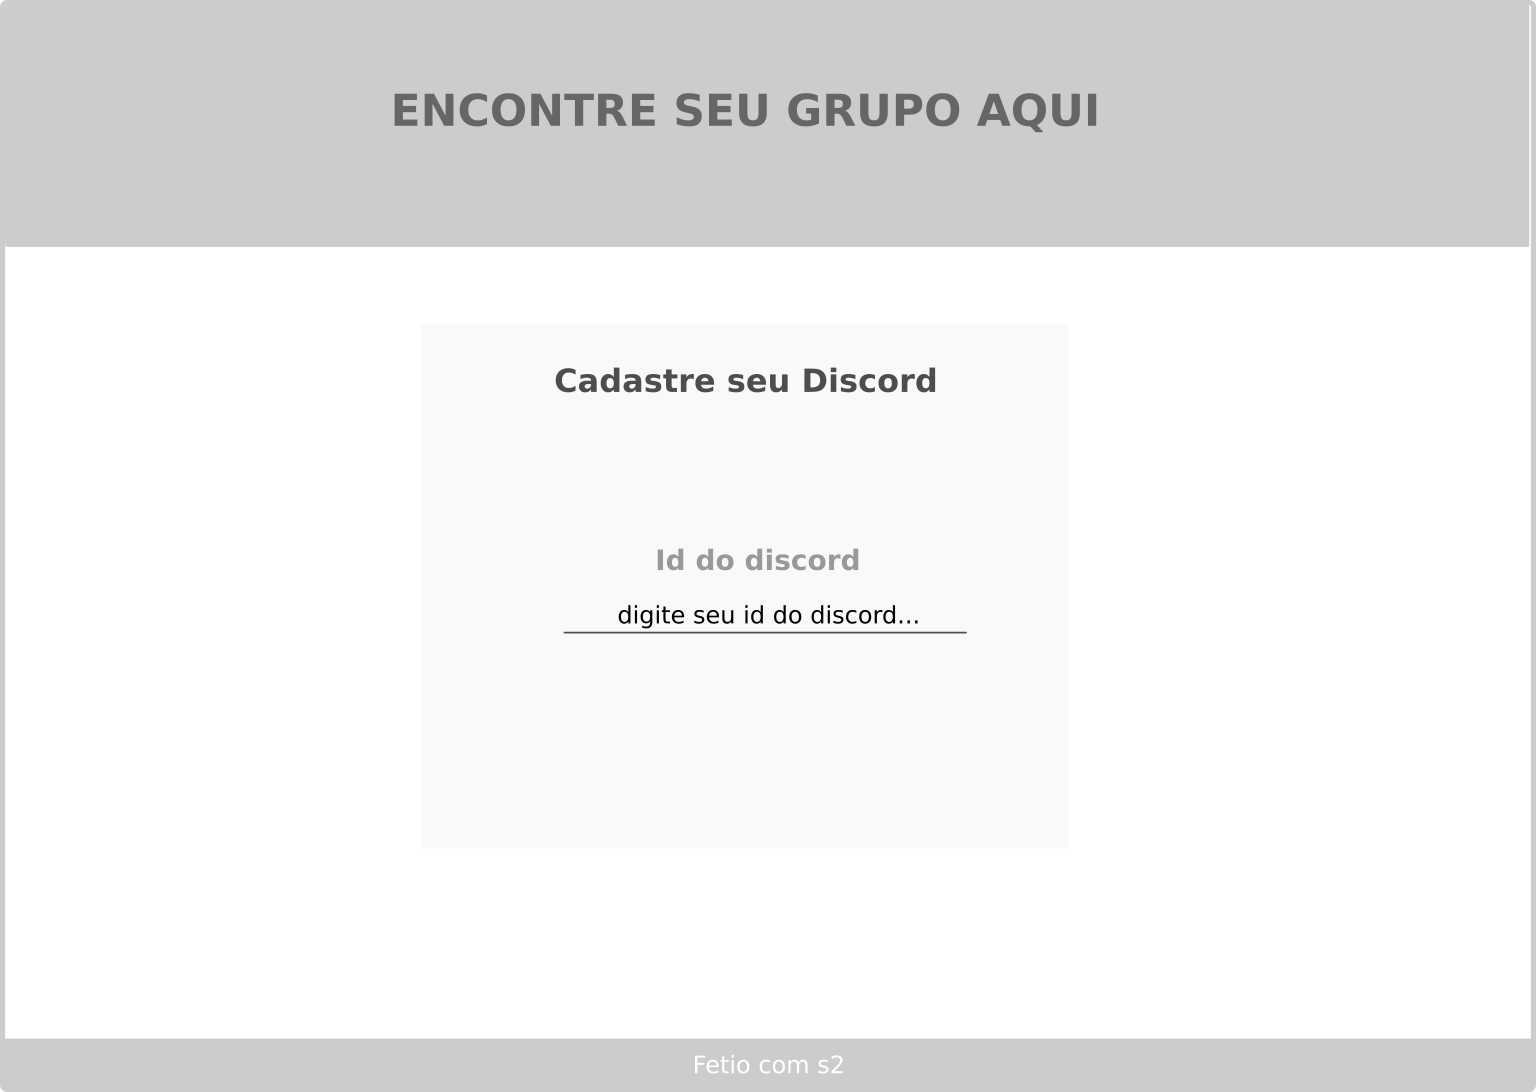 ENCONTRE SEU GRUPO AQUI
Cadastre seu Discord
Id do discord
digite seu id do discord...
Fetio com s2